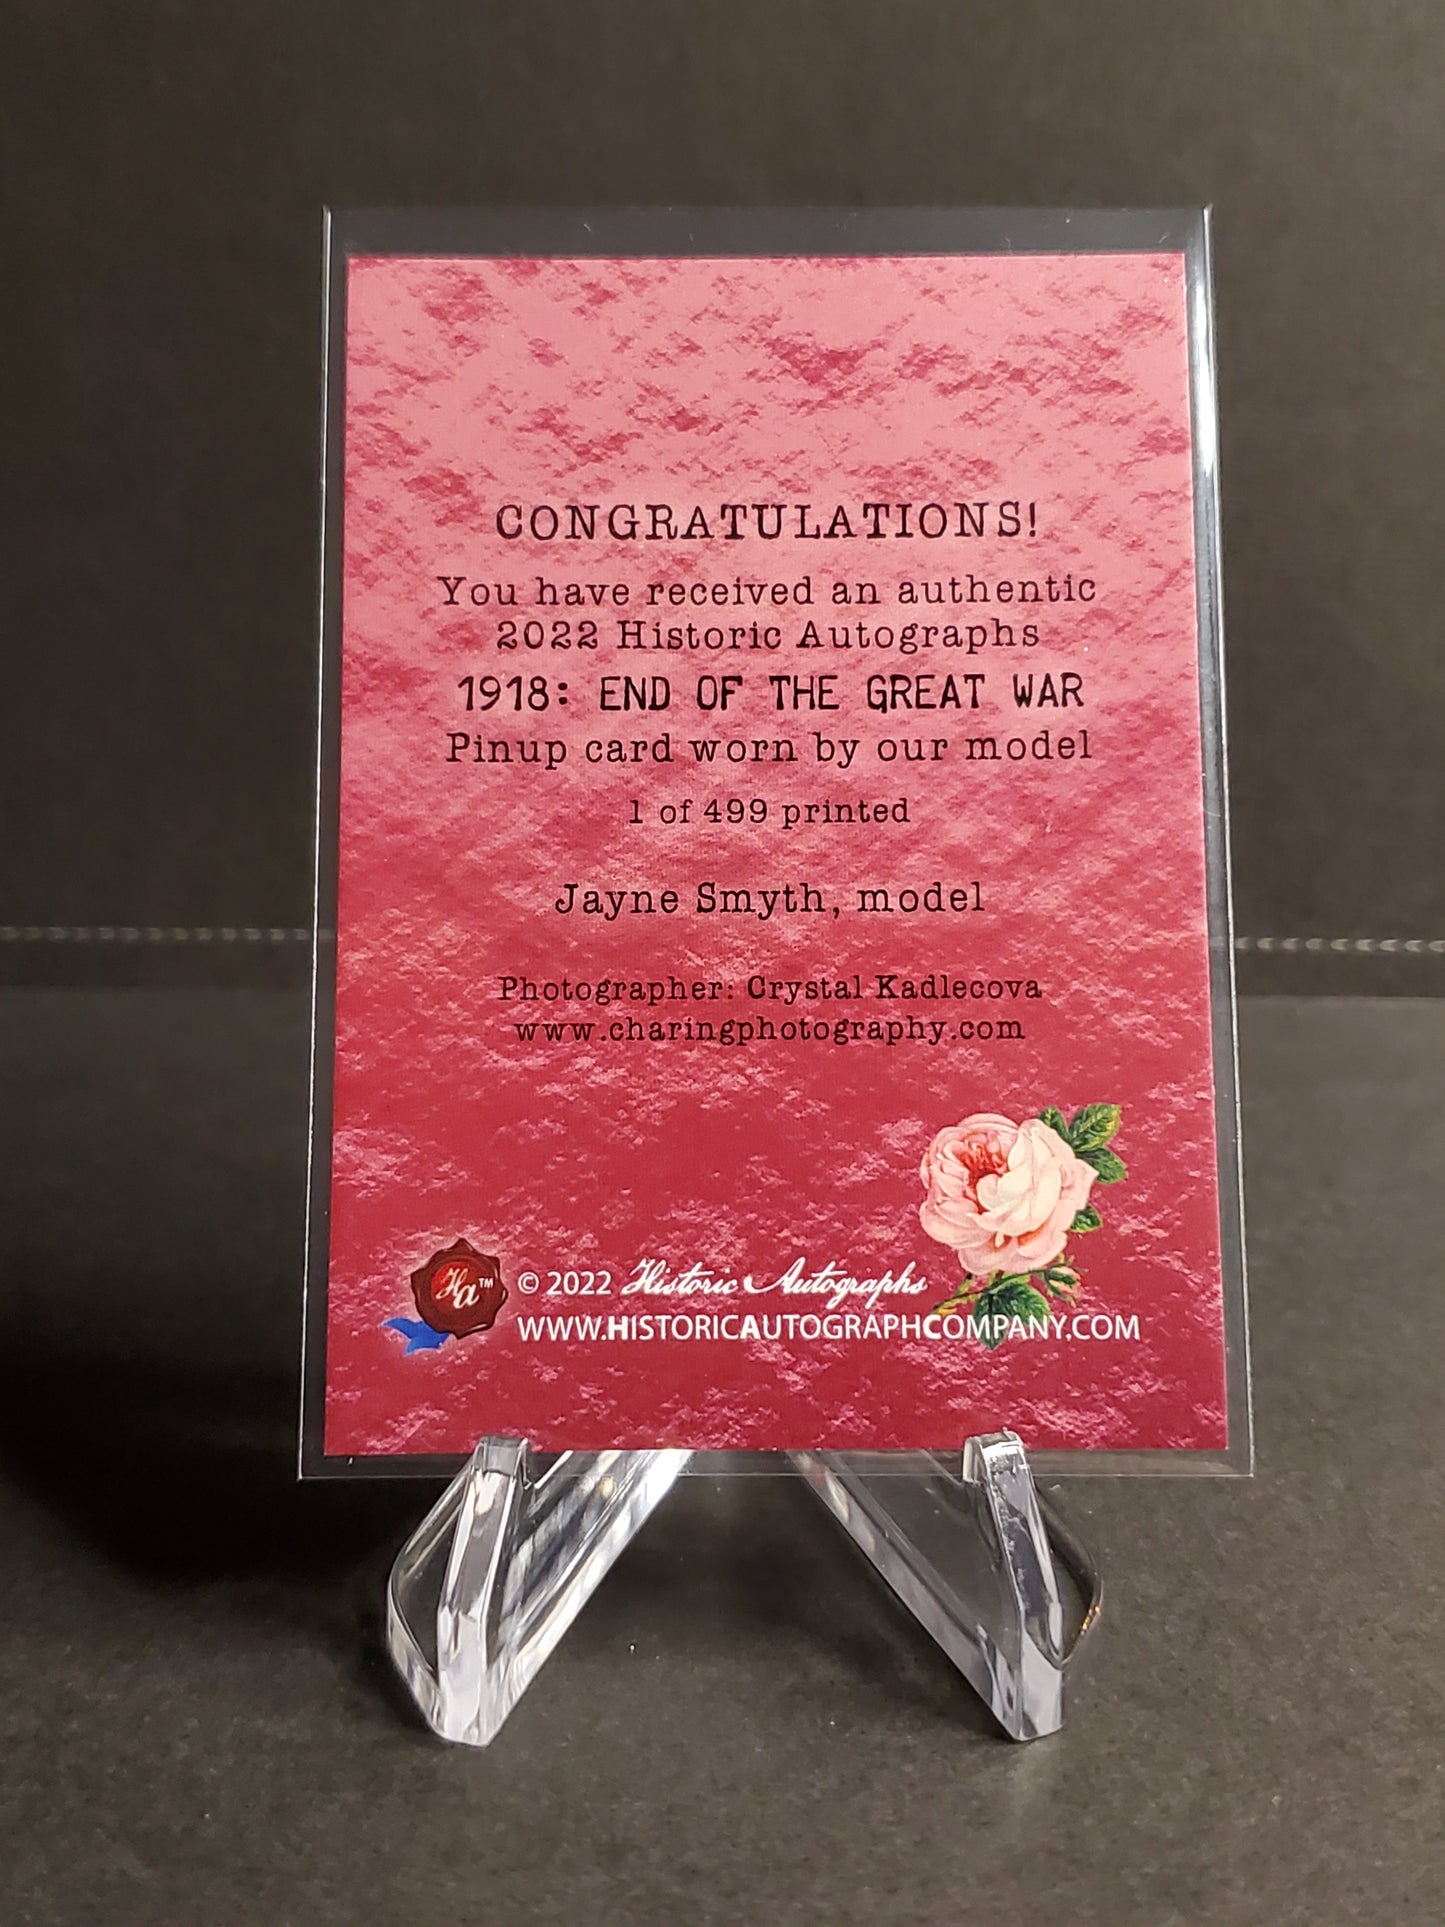 CONGRATULATIONS!
You have received an authentic
2022 Historic Autographs
1918: END OF THE GREAT WAR
Pinup card worn by our model
1 of 499 printed
Jayne Smyth, model
Photographer: Crystal Kadlecova
www.charingphotography.com
Ha™ © 2022 Historic Autographs
WWW.HISTORICAUTOGRAPHCOMPANY.COM